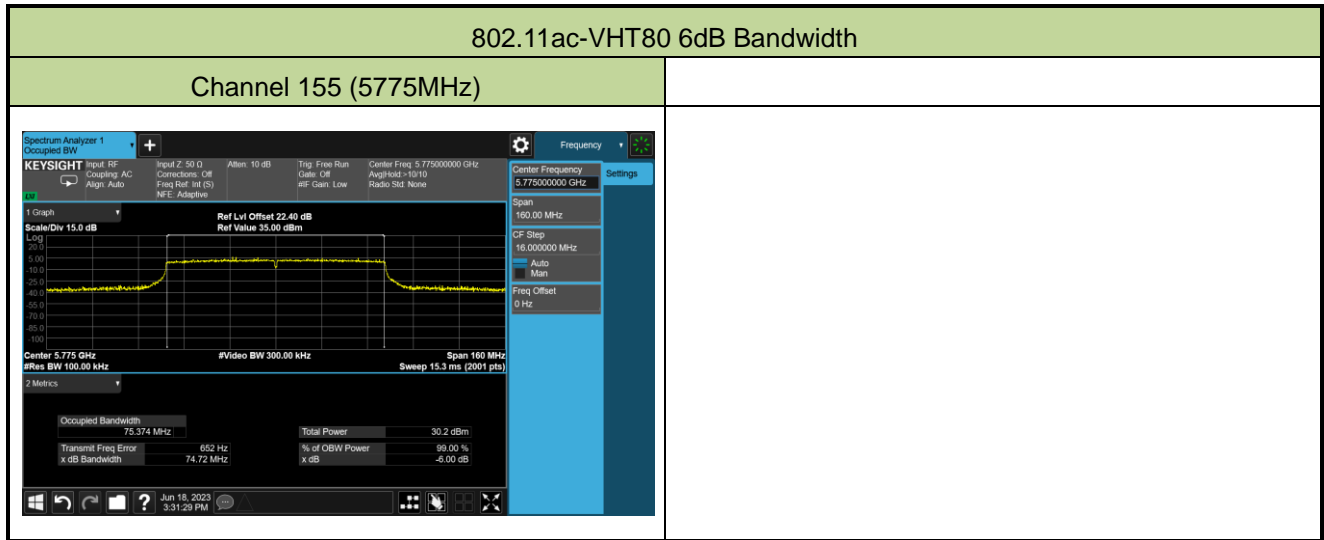 802.11ac-VHT80 6dB Bandwidth
Channel 155 (5775MHz)
Spectrum Analyzer 1
Occupied BW
Frequency
KEYSIGHT
Input: RF
Coupling: AC
Align: Auto
Input Z: 50 Ω
Corrections: Off
Freq Ref: Int (S)
NFE: Adaptive
Atten: 10 dB
Trig: Free Run
Gate: Off
#IF Gain: Low
Center Freq: 5.775000000 GHz
Avg|Hold:>10/10
Radio Std: None
Center Frequency
5.775000000 GHz
Settings
Span
160.00 MHz
CF Step
16.000000 MHz
Auto
Man
Freq Offset
0 Hz
1 Graph
Scale/Div 15.0 dB
Ref Lvl Offset 22.40 dB
Ref Value 35.00 dBm
Log
20.0
5.00
-10.0
-25.0
-40.0
-55.0
-70.0
-85.0
-100
Center 5.775 GHz
#Res BW 100.00 kHz
#Video BW 300.00 kHz
Span 160 MHz
Sweep 15.3 ms (2001 pts)
2 Metrics
Occupied Bandwidth
75.374 MHz
Transmit Freq Error 652 Hz
x dB Bandwidth 74.72 MHz
Total Power 30.2 dBm
% of OBW Power 99.00 %
x dB -6.00 dB
Jun 18, 2023
3:31:29 PM